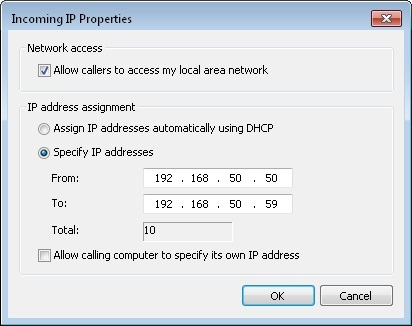 Incoming IP Properties
Network access
Allow callers to access my local area network
IP address assignment
Assign IP addresses automatically using DHCP
Specify IP addresses
From: 192 . 168 . 50 . 50
To: 192 . 168 . 50 . 59
Total: 10
Allow calling computer to specify its own IP address
OK Cancel